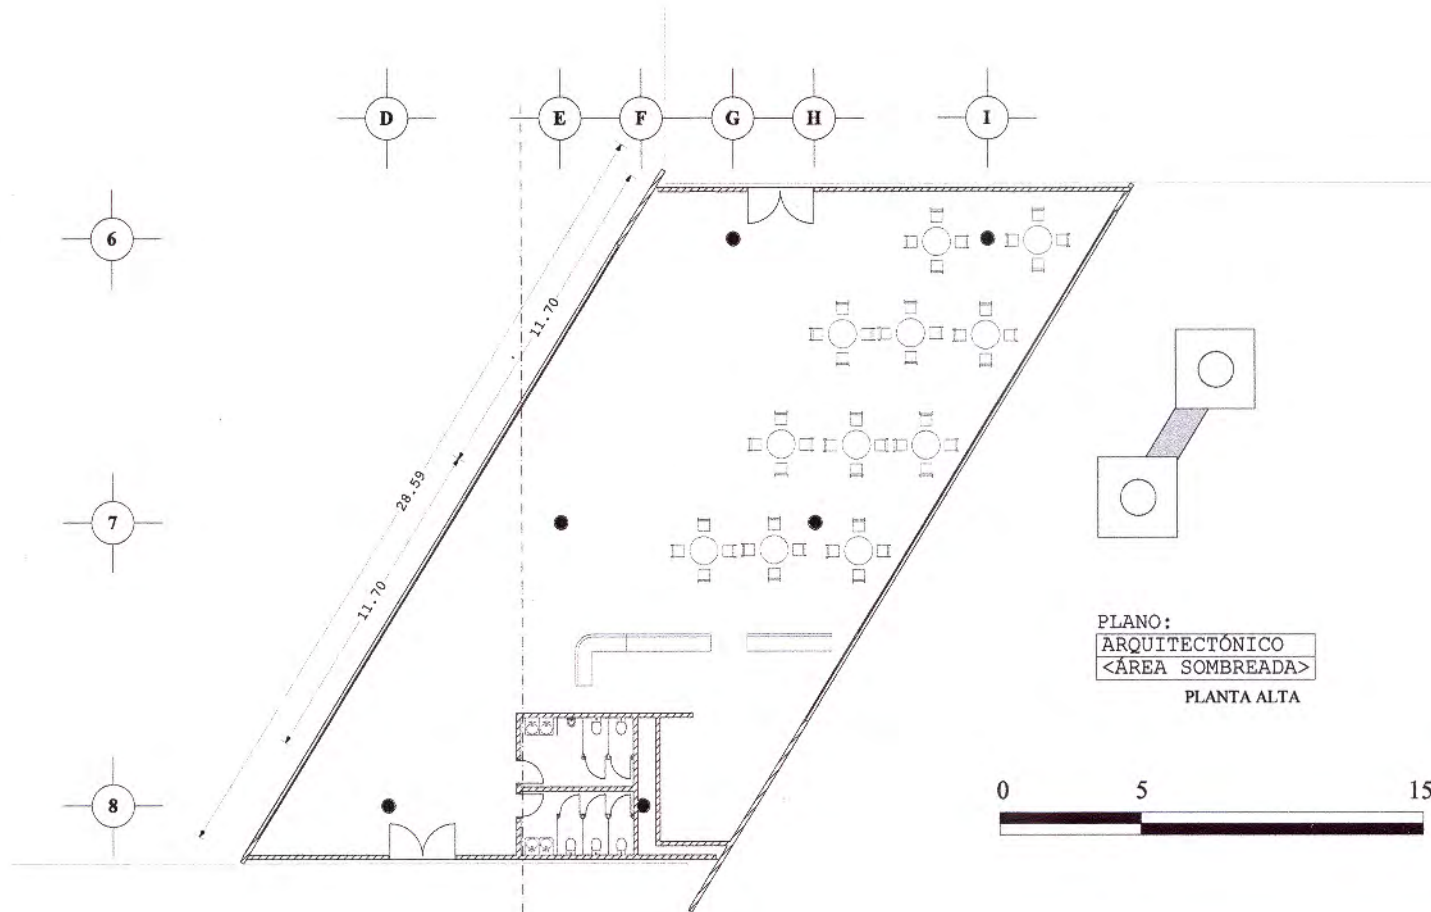 D E F G H I
6
11.70
28.59
7
11.70
PLANO:
ARQUITECTÓNICO
<ÁREA SOMBREADA>
PLANTA ALTA
0 5 15
8